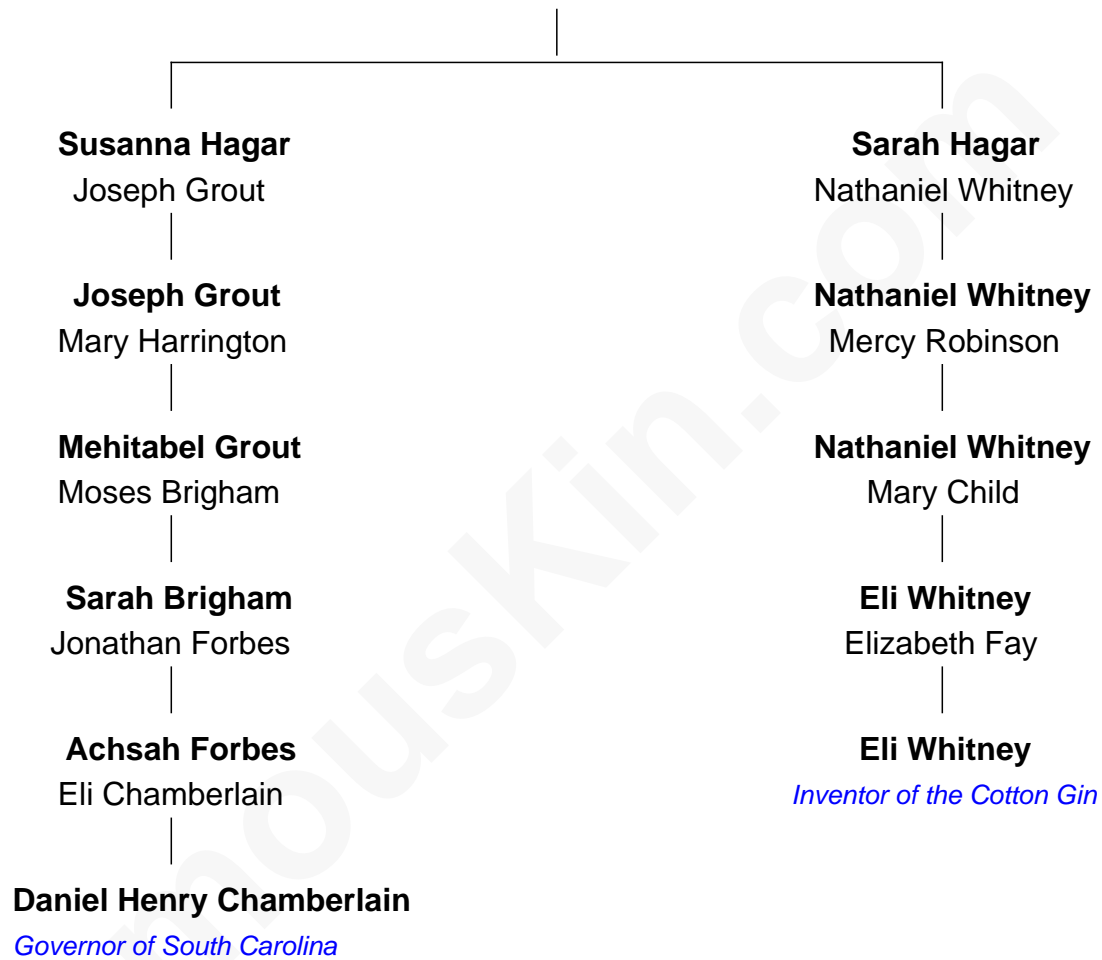 Susanna Hagar
Joseph Grout
Sarah Hagar
Nathaniel Whitney
Joseph Grout
Mary Harrington
Nathaniel Whitney
Mercy Robinson
Mehitabel Grout
Moses Brigham
Nathaniel Whitney
Mary Child
Sarah Brigham
Jonathan Forbes
Eli Whitney
Elizabeth Fay
Achsah Forbes
Eli Chamberlain
Eli Whitney
Inventor of the Cotton Gin
Daniel Henry Chamberlain
Governor of South Carolina
mouskin.com